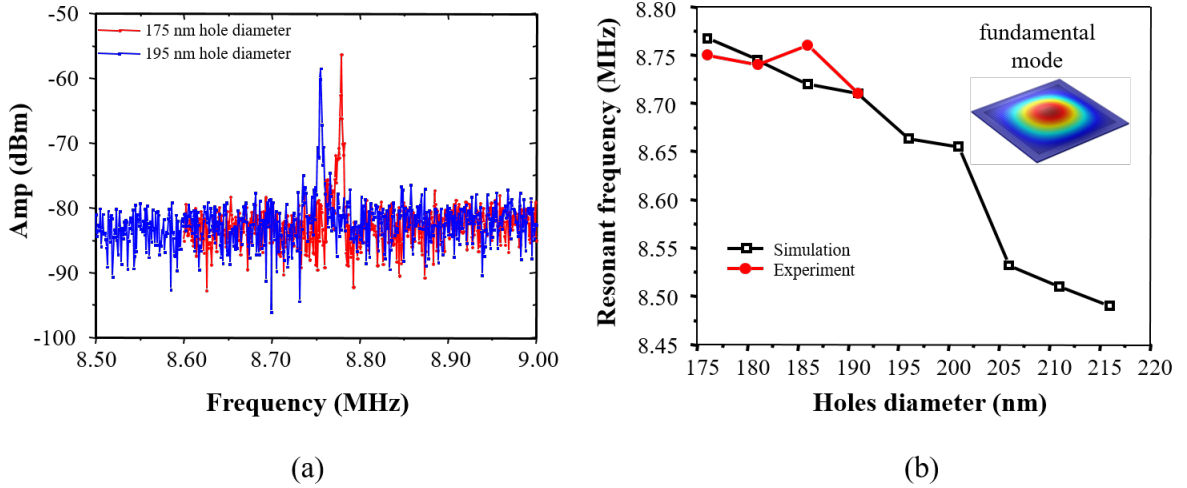 -50
-60
-70
-80
-90
-100
Amp (dBm)
175 nm hole diameter
195 nm hole diameter
8.50
8.60
8.70
8.80
8.90
9.00
Frequency (MHz)
(a)
8.80
8.75
8.70
8.65
8.60
8.55
8.50
8.45
Resonant frequency (MHz)
fundamental
mode
Simulation
Experiment
175
180
185
190
195
200
205
210
215
220
Holes diameter (nm)
(b)